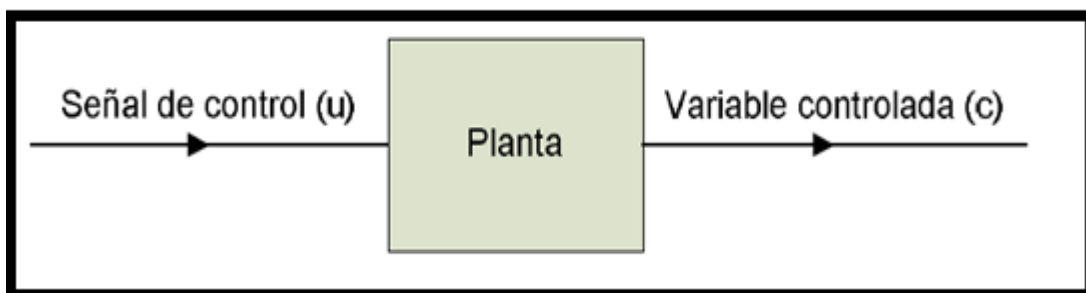 Señal de control (u)
Planta
Variable controlada (c)